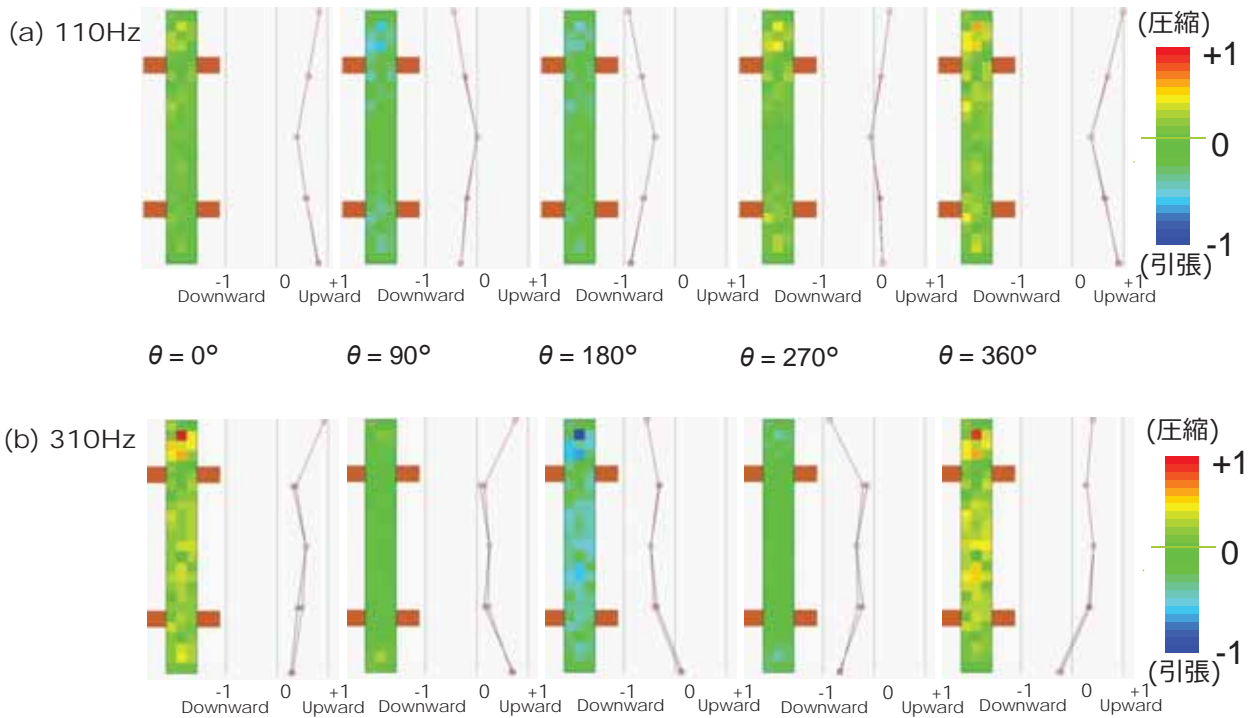 (a) 110Hz
(圧縮)
+1
0
-1
(引張)
-1 0 +1 -1 0 +1 -1 0 +1 -1 0 +1 -1 0 +1
Downward Upward Downward Upward Downward Upward Downward Upward Downward Upward
θ = 0° θ = 90° θ = 180° θ = 270° θ = 360°
(b) 310Hz
(圧縮)
+1
0
-1
(引張)
-1 0 +1 -1 0 +1 -1 0 +1 -1 0 +1 -1 0 +1
Downward Upward Downward Upward Downward Upward Downward Upward Downward Upward